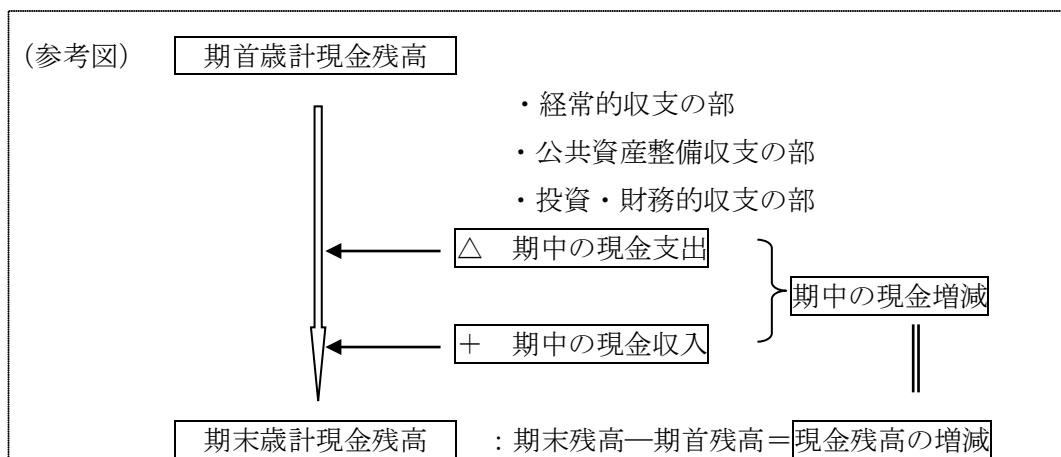 (参考図) 期首歳計現金残高
・経常的収支の部
・公共資産整備収支の部
・投資・財務的収支の部
△ 期中の現金支出
期中の現金増減
＋ 期中の現金収入
期末歳計現金残高 ：期末残高―期首残高＝現金残高の増減